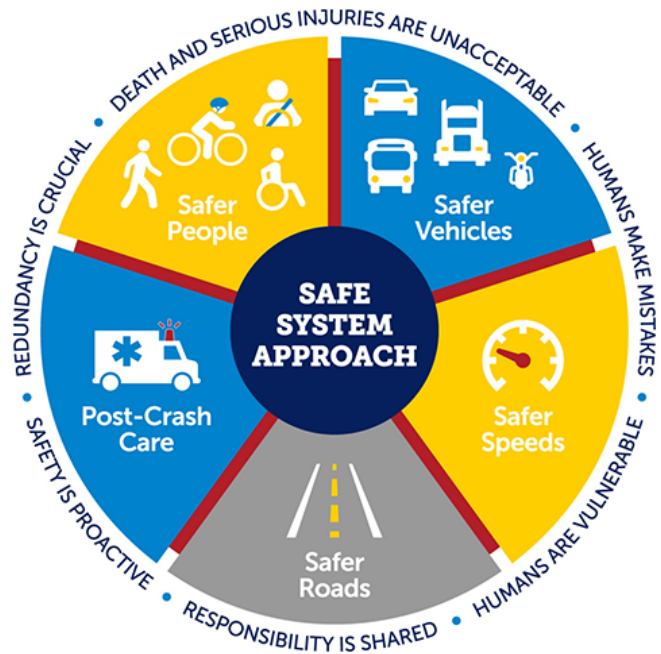 DEATH AND SERIOUS INJURIES ARE UNACCEPTABLE
HUMANS MAKE MISTAKES
HUMANS ARE VULNERABLE
RESPONSIBILITY IS SHARED
SAFETY IS PROACTIVE
REDUNDANCY IS CRUCIAL
Safer
People
Safer
Vehicles
SAFE
SYSTEM
APPROACH
Post-Crash
Care
Safer
Speeds
Safer
Roads